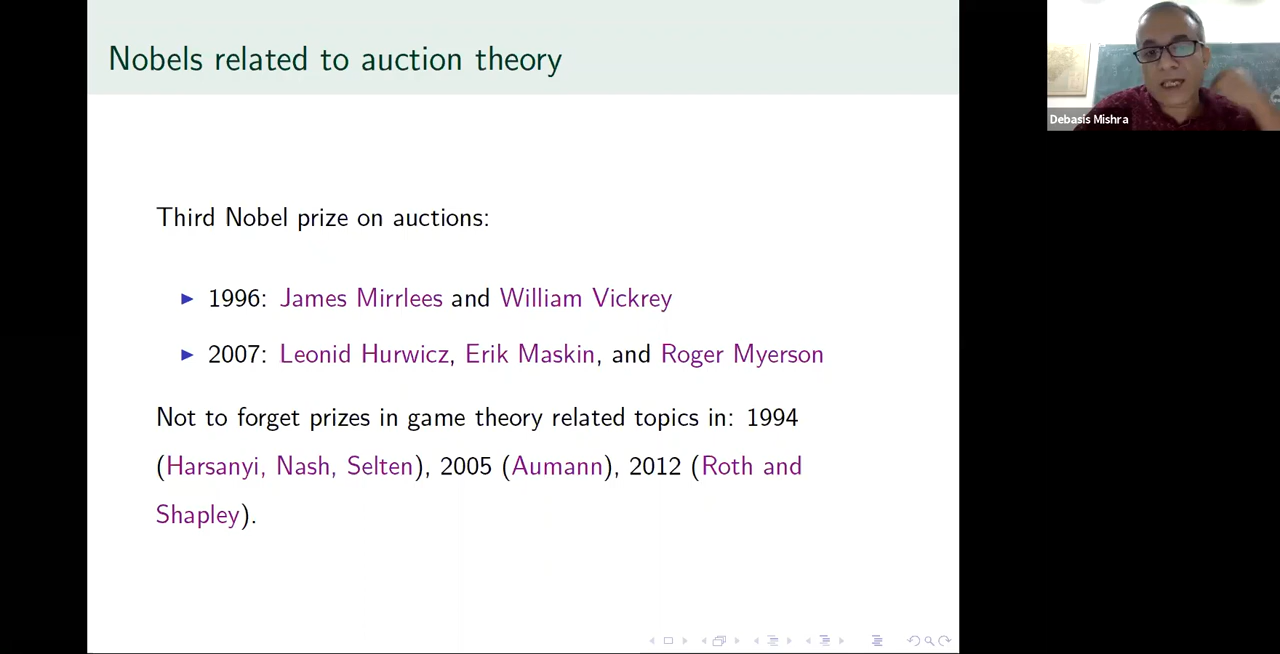 Nobels related to auction theory
Debasis Mishra
Third Nobel prize on auctions:
1996: James Mirrlees and William Vickrey
2007: Leonid Hurwicz, Erik Maskin, and Roger Myerson
Not to forget prizes in game theory related topics in: 1994
(Harsanyi, Nash, Selten), 2005 (Aumann), 2012 (Roth and
Shapley).